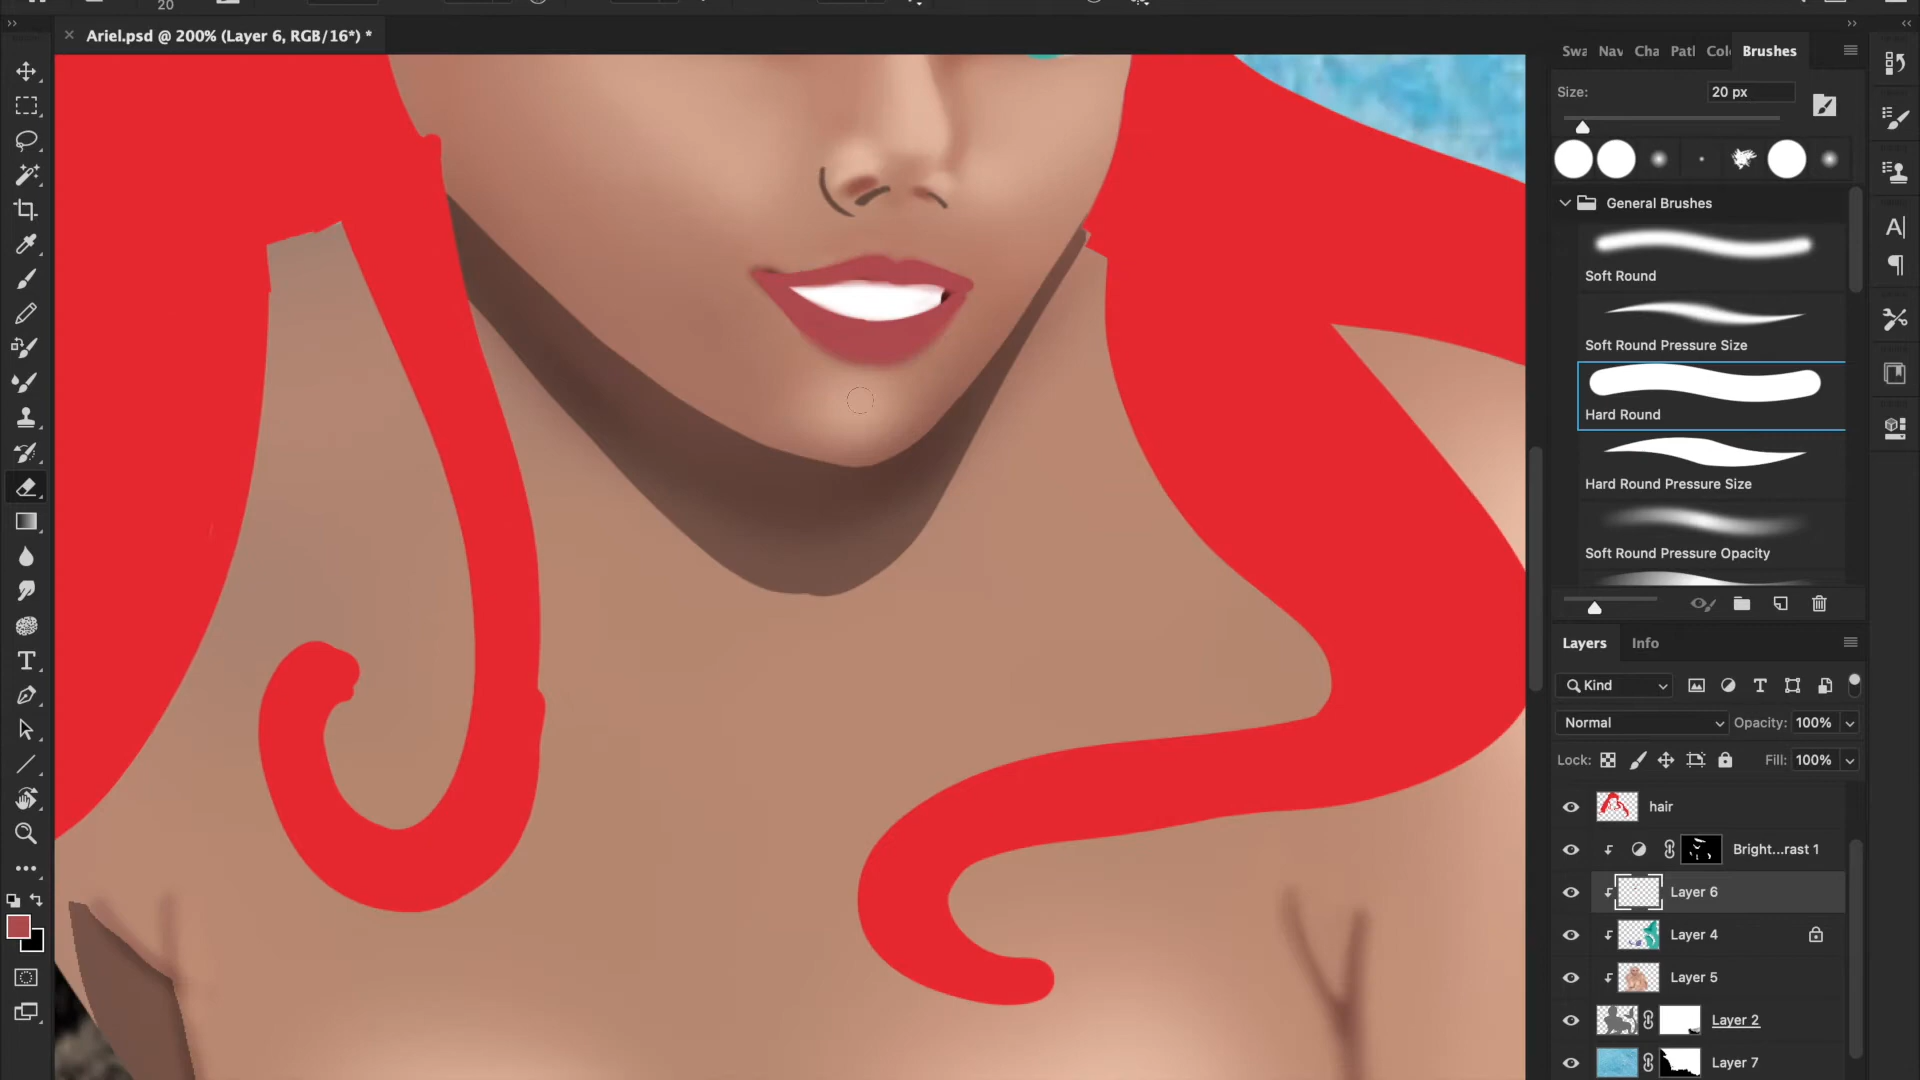 20
Ariel.psd @ 200% (Layer 6, RGB/16*) *
Swa Nav Cha Patl Col Brushes
Size: 20 px
General Brushes
Soft Round
Soft Round Pressure Size
Hard Round
Hard Round Pressure Size
Soft Round Pressure Opacity
Layers Info
Kind
Normal Opacity: 100%
Lock: Fill: 100%
hair
Bright...rast 1
Layer 6
Layer 4
Layer 5
Layer 2
Layer 7